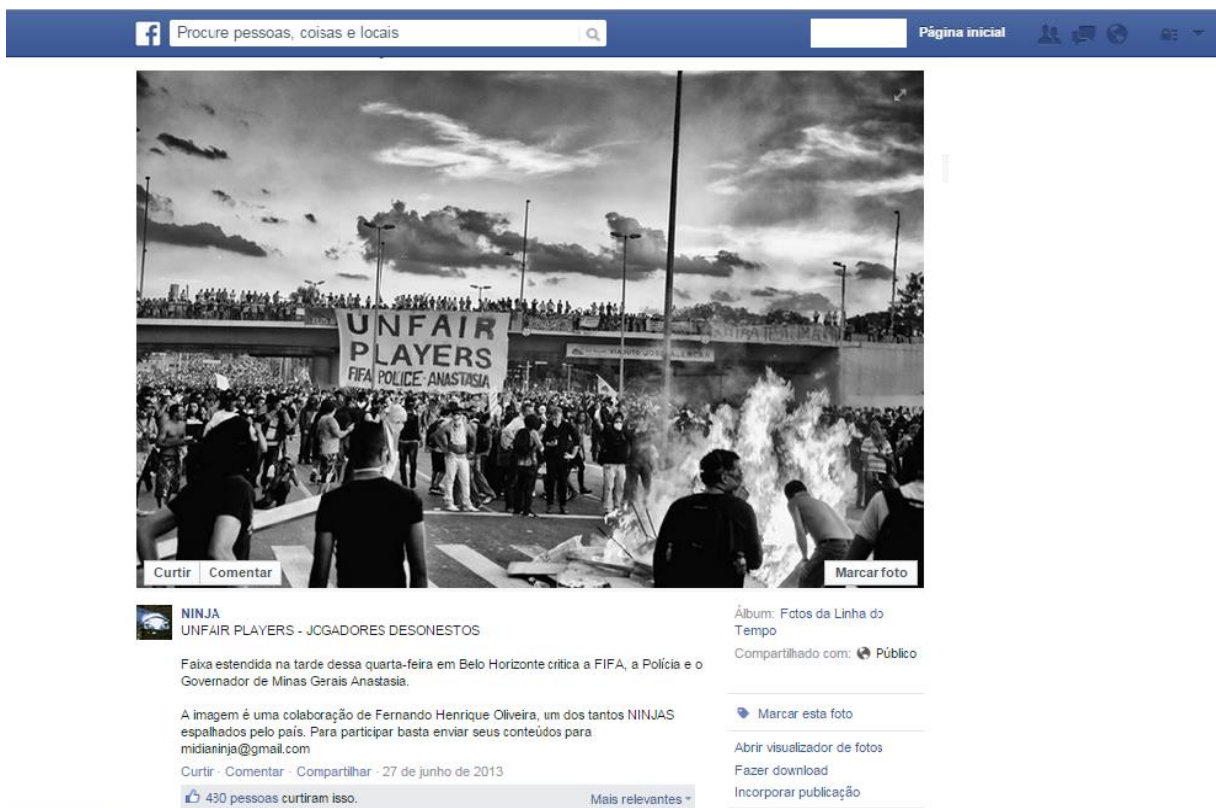 f
Procure pessoas, coisas e locais
Página inicial
UNFAIR
PLAYERS
FIFA POLICE ANASTASIA
Curtir Comentar
Marcar foto
NINJA
UNFAIR PLAYERS - JOGADORES DESONESTOS
Faixa estendida na tarde dessa quarta-feira em Belo Horizonte critica a FIFA, a Polícia e o
Governador de Minas Gerais Anastasia.
A imagem é uma colaboração de Fernando Henrique Oliveira, um dos tantos NINJAS
espalhados pelo país. Para participar basta enviar seus conteúdos para
midianinja@gmail.com
Curtir · Comentar · Compartilhar · 27 de junho de 2013
430 pessoas curtiram isso.
Mais relevantes
Álbum: Fotos da Linha do
Tempo
Compartilhado com: Público
Marcar esta foto
Abrir visualizador de fotos
Fazer download
Incorporar publicação